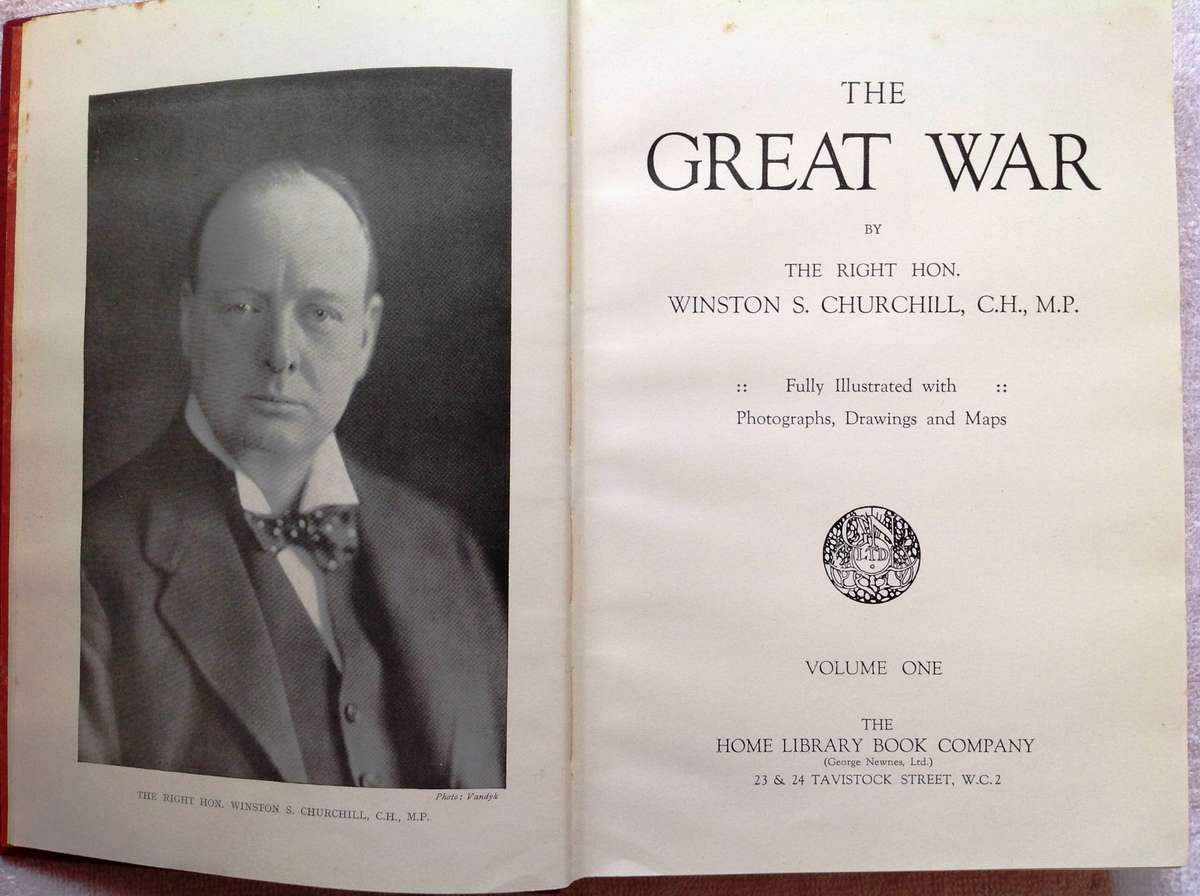 Photo: Vandyk
THE RIGHT HON. WINSTON S. CHURCHILL, C.H., M.P.
THE
GREAT WAR
BY
THE RIGHT HON.
WINSTON S. CHURCHILL, C.H., M.P.
:: Fully Illustrated with ::
Photographs, Drawings and Maps
GN
LTD
VOLUME ONE
THE
HOME LIBRARY BOOK COMPANY
(George Newnes, Ltd.)
23 & 24 TAVISTOCK STREET, W.C.2